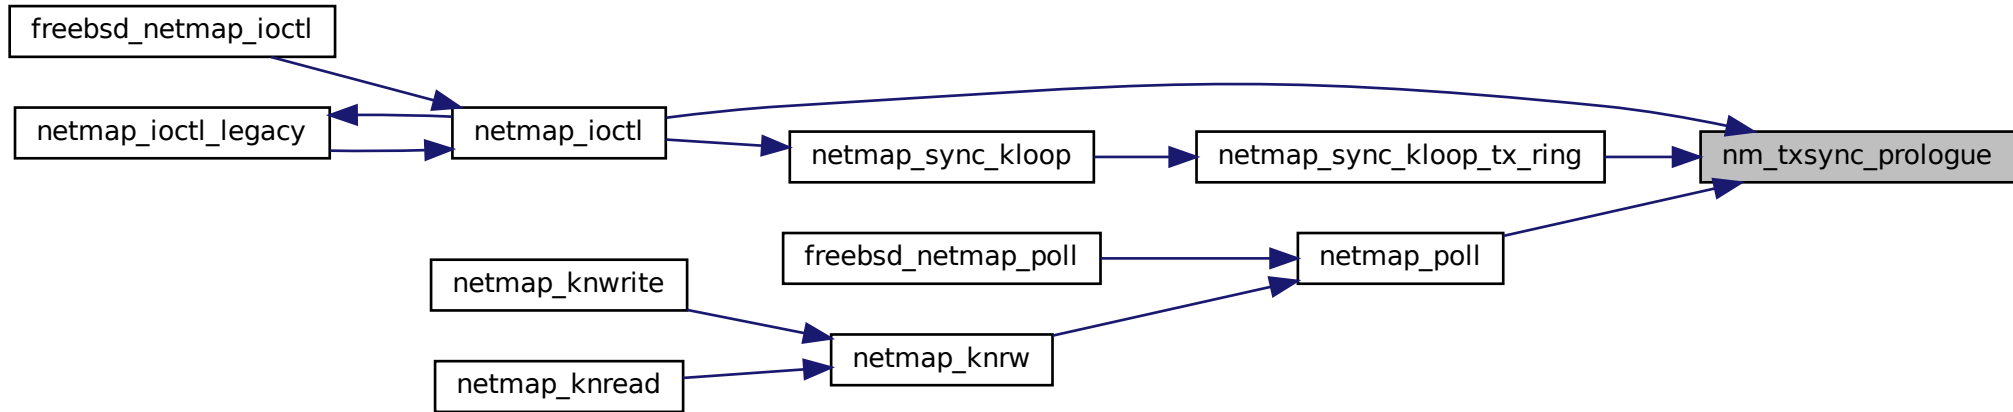 freebsd_netmap_ioctl
netmap_ioctl_legacy
netmap_ioctl
netmap_sync_kloop
netmap_sync_kloop_tx_ring
nm_txsync_prologue
freebsd_netmap_poll
netmap_poll
netmap_knwrite
netmap_knrw
netmap_knread